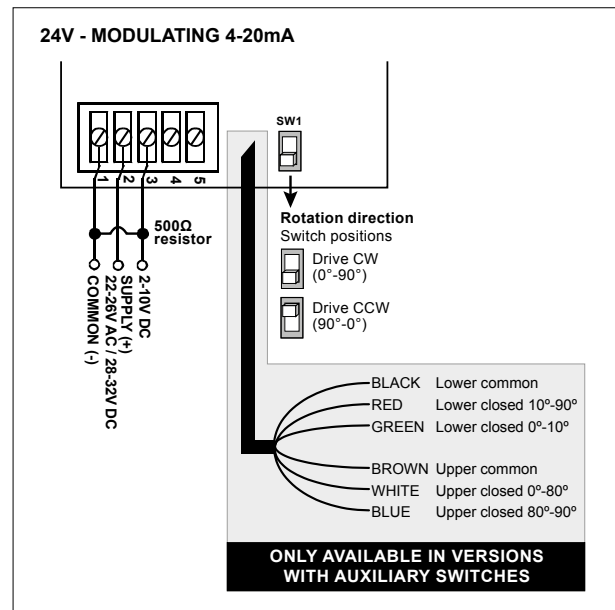 24V - MODULATING 4-20mA
SW1
1
2
3
4
5
500Ω
resistor
COMMON (-)
22-26V AC / 28-32V DC
SUPPLY (+)
2-10V DC
Rotation direction
Switch positions
Drive CW
(0°-90°)
Drive CCW
(90°-0°)
BLACK Lower common
RED Lower closed 10º-90º
GREEN Lower closed 0º-10º
BROWN Upper common
WHITE Upper closed 0º-80º
BLUE Upper closed 80º-90º
ONLY AVAILABLE IN VERSIONS
WITH AUXILIARY SWITCHES